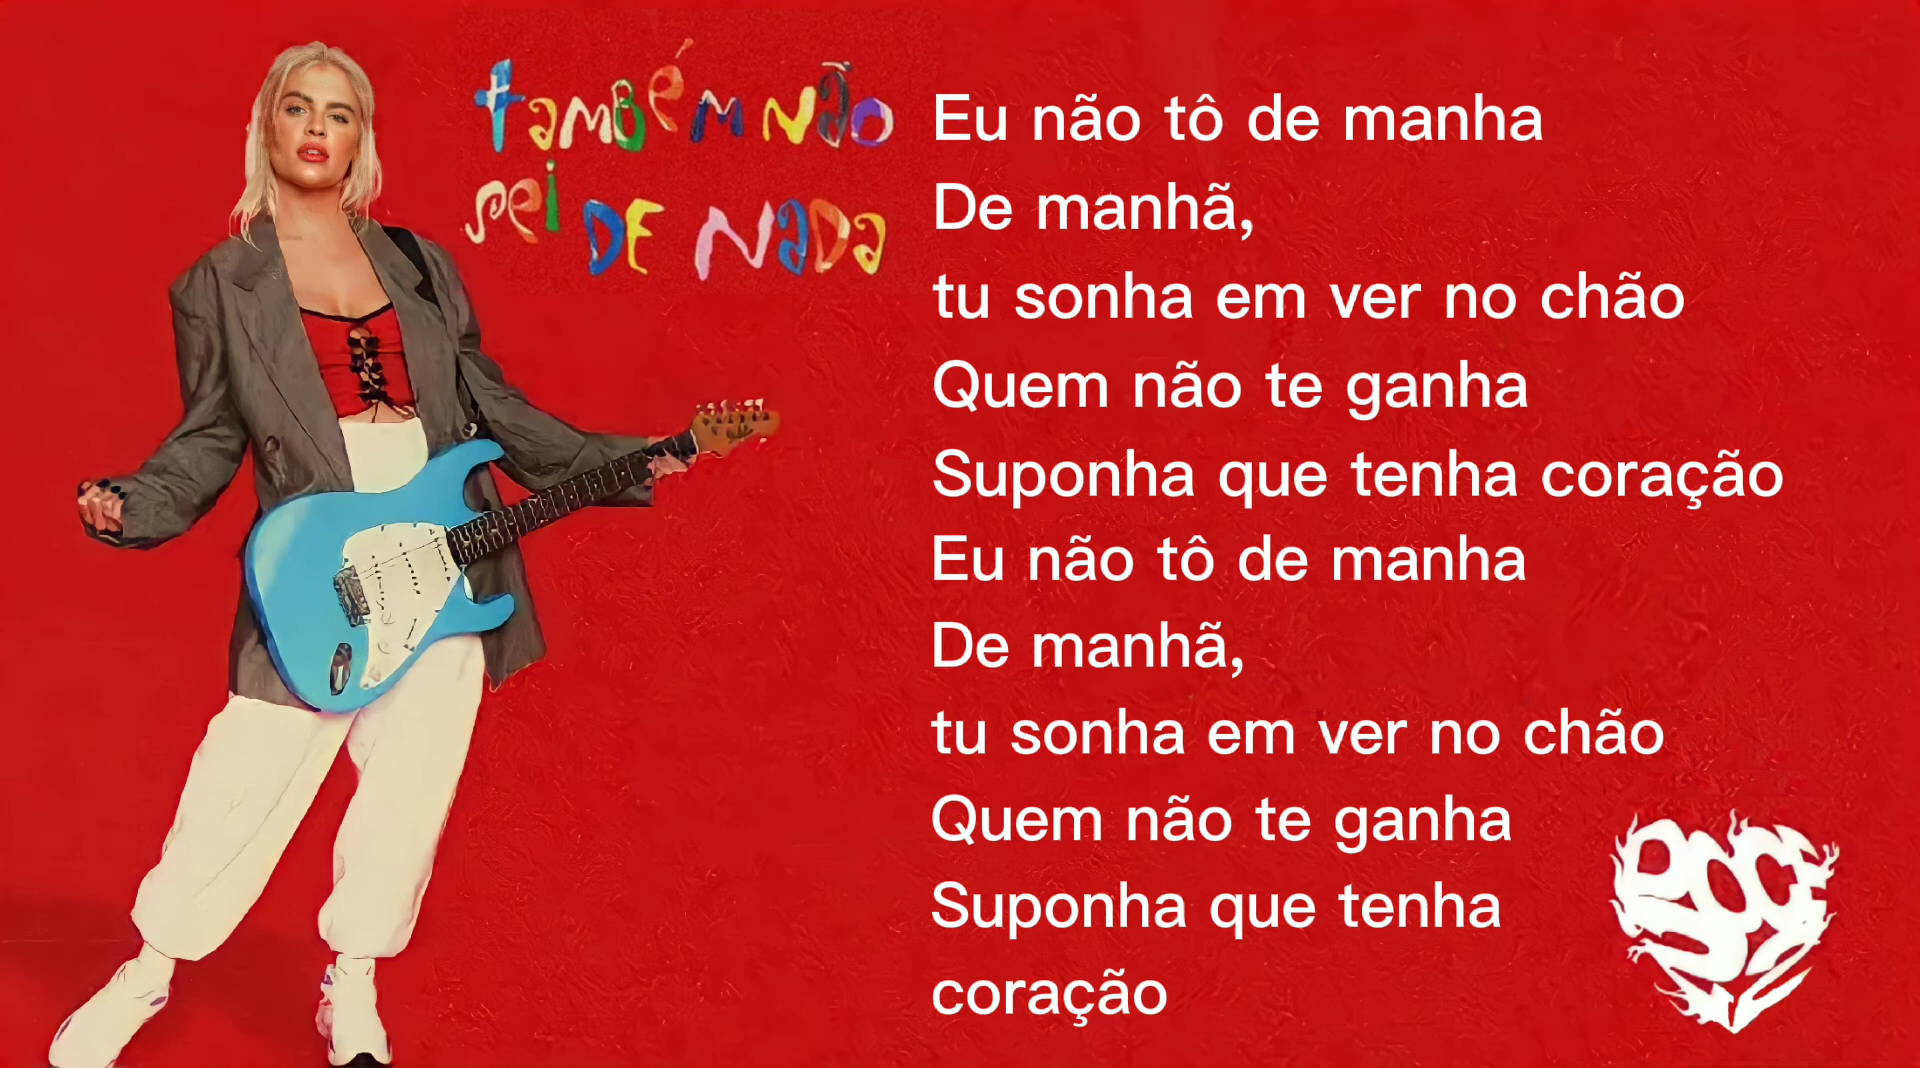 também não
sei de nada
Eu não tô de manha
De manhã,
tu sonha em ver no chão
Quem não te ganha
Suponha que tenha coração
Eu não tô de manha
De manhã,
tu sonha em ver no chão
Quem não te ganha
Suponha que tenha
coração
DOCE
22